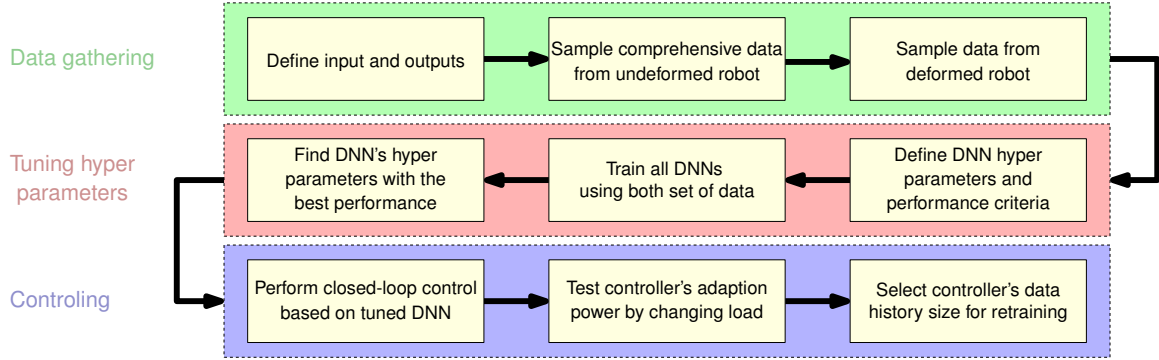 Data gathering
Define input and outputs
Sample comprehensive data
from undeformed robot
Sample data from
deformed robot
Tuning hyper
parameters
Find DNN's hyper
parameters with the
best performance
Train all DNNs
using both set of data
Define DNN hyper
parameters and
performance criteria
Controling
Perform closed-loop control
based on tuned DNN
Test controller's adaption
power by changing load
Select controller's data
history size for retraining